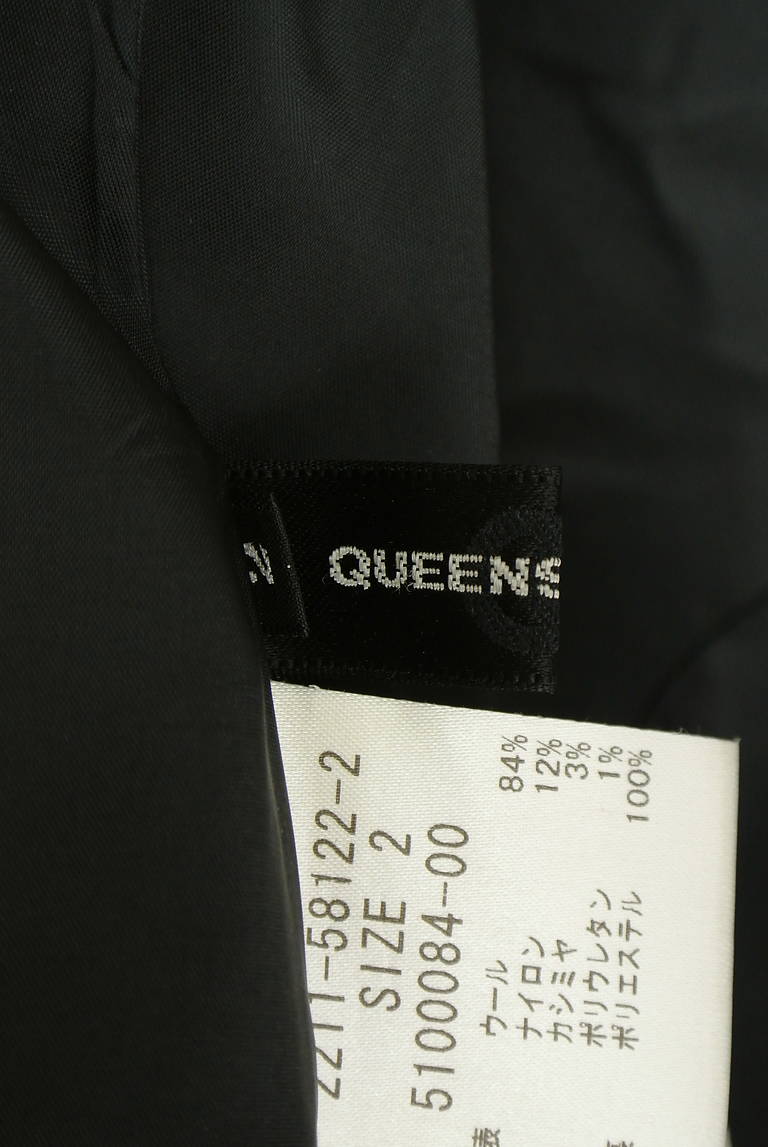 N QUEENS
2211-58122-2
SIZE 2
5100084-00
表 ウール 84%
ナイロン 12%
カシミヤ 3%
ポリウレタン 1%
ポリエステル 100%